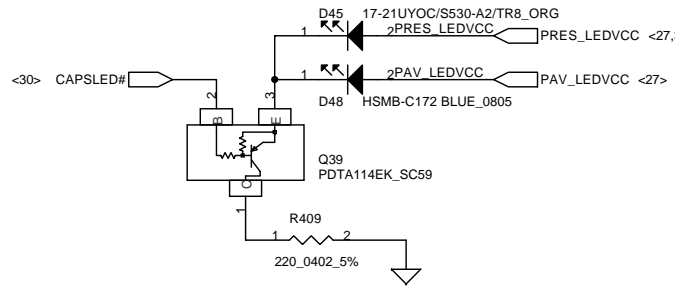 D45 17-21UYOC/S530-A2/TR8_ORG
1 2 PRES_LEDVCC PRES_LEDVCC <27,
<30> CAPSLED# 1 2 PAV_LEDVCC PAV_LEDVCC <27>
2 3 D48 HSMB-C172 BLUE_0805
B E
Q39
PDTA114EK_SC59
C
1
R409
1 2
220_0402_5%